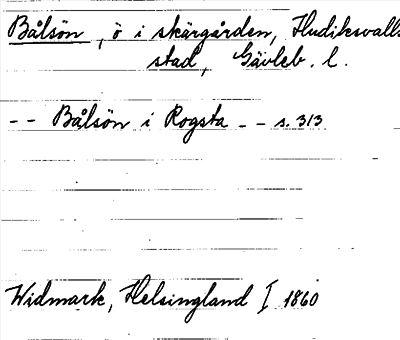 Bålsön, ö i skärgården, Hudiksvalls
stad, Gävleb. l.
-- Bålsön i Rogsta -- s. 313
Widmark, Helsingland I 1860